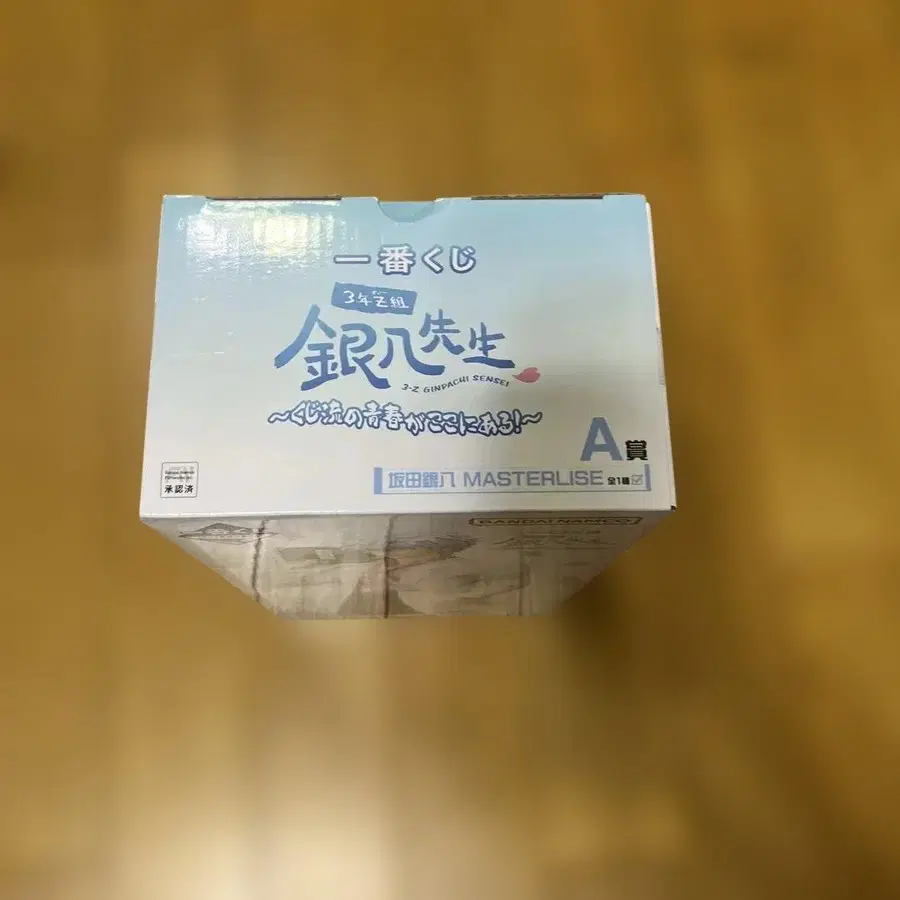 一番くじ
3年Z組
銀八先生
3-Z GINPACHI SENSEI
～くじ流の青春がここにある!～
A賞
坂田銀八 MASTERLISE 全1種
承認済
BANDAI NAMCO